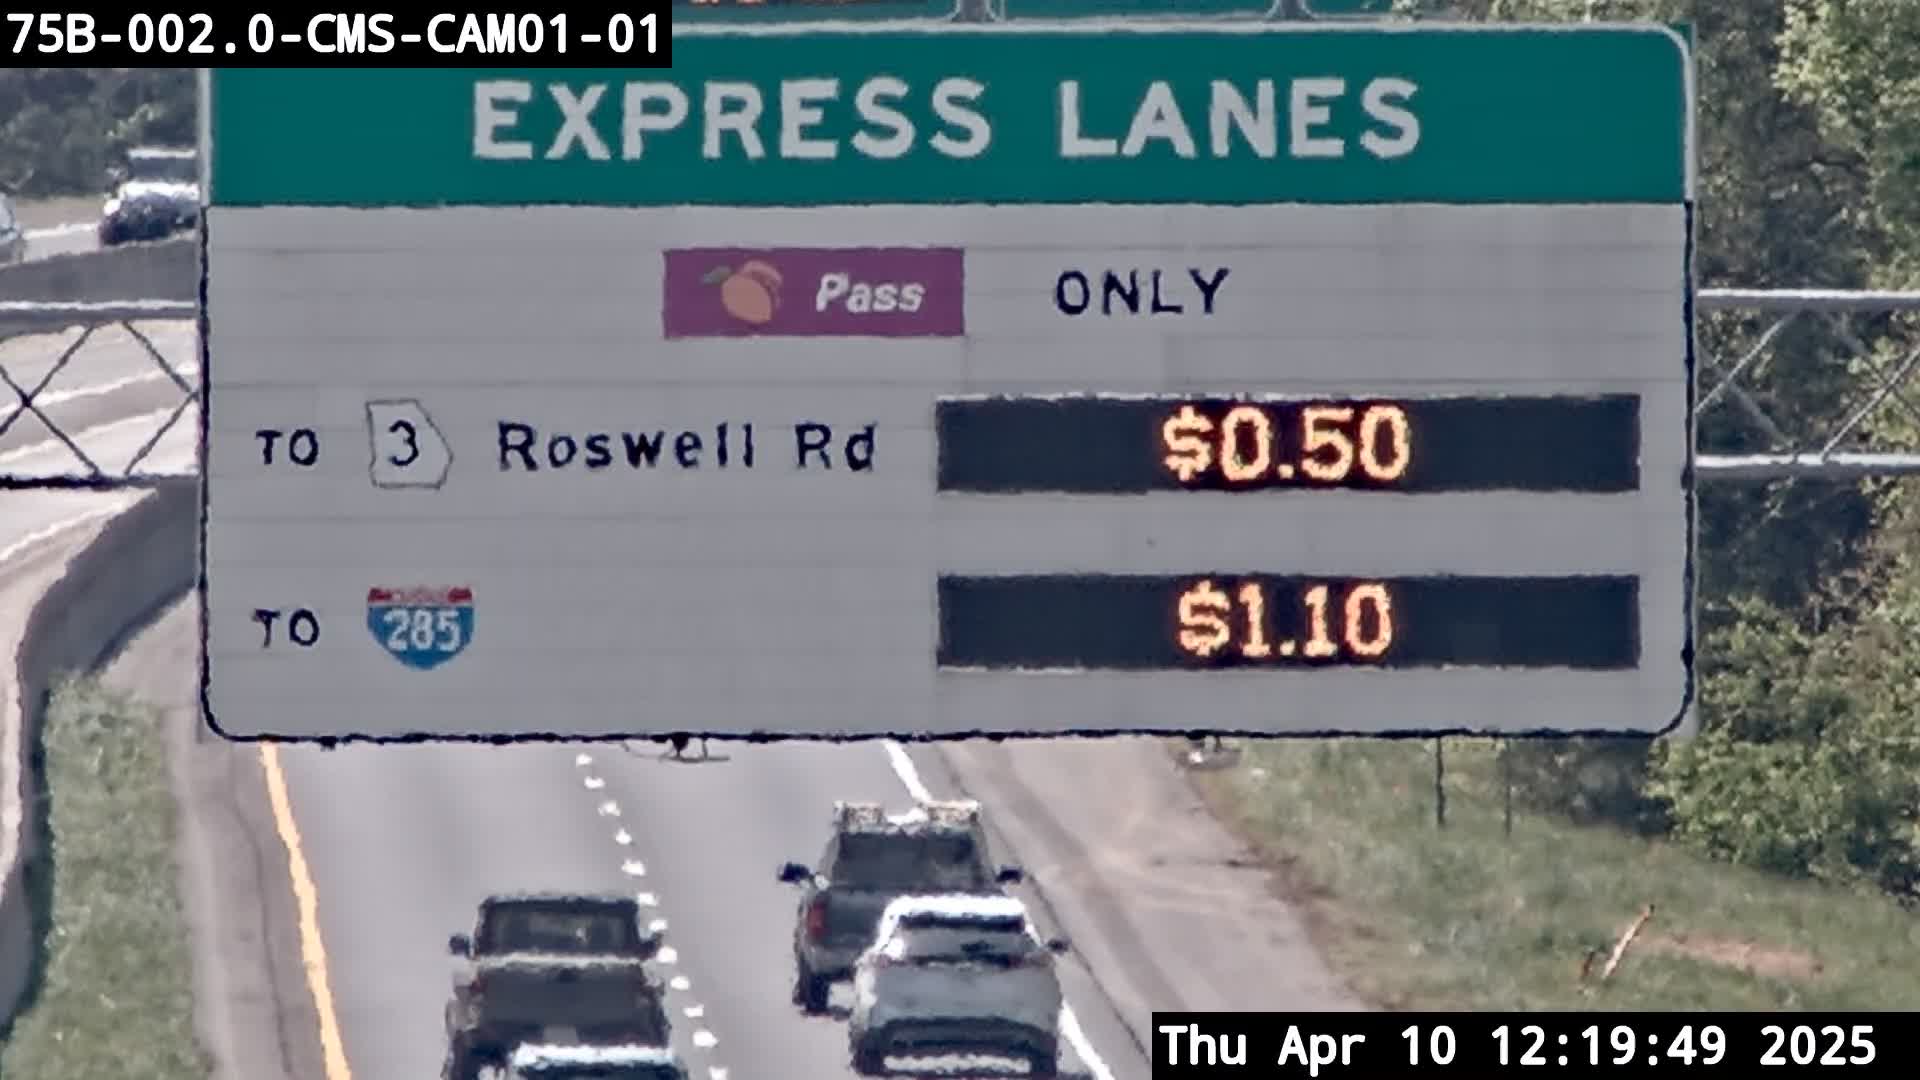 75B-002.0-CMS-CAM01-01
EXPRESS LANES
Pass ONLY
TO 3 Roswell Rd $0.50
TO 285 $1.10
Thu Apr 10 12:19:49 2025